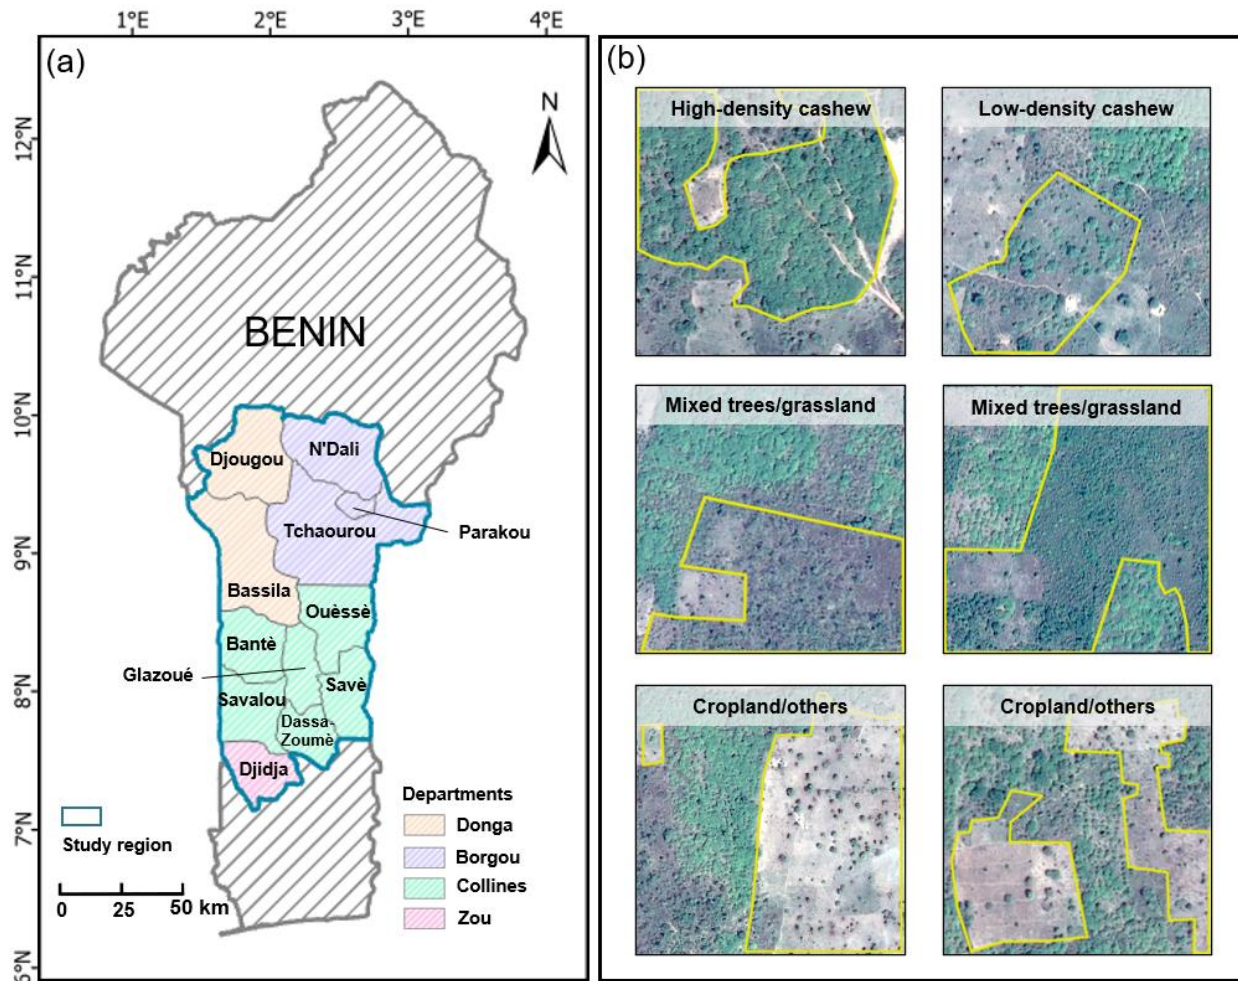 1°E 2°E 3°E 4°E
(a)
N
12°N
11°N
BENIN
10°N
N'Dali
Djougou
Parakou
Tchaourou
9°N
Bassila
Ouèssè
Bantè
Glazoué
Savè
8°N
Savalou
Dassa-
Zoumè
Djidja
Departments
Donga
7°N
Study region
Borgou
Collines
0 25 50 km
Zou
6°N
(b)
High-density cashew
Low-density cashew
Mixed trees/grassland
Mixed trees/grassland
Cropland/others
Cropland/others